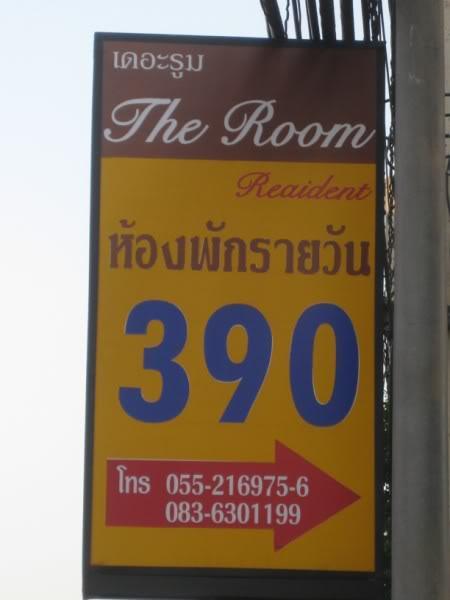 เดอะรูม
The Room
Reaident
ห้องพักรายวัน
390
โทร 055-216975-6
083-6301199